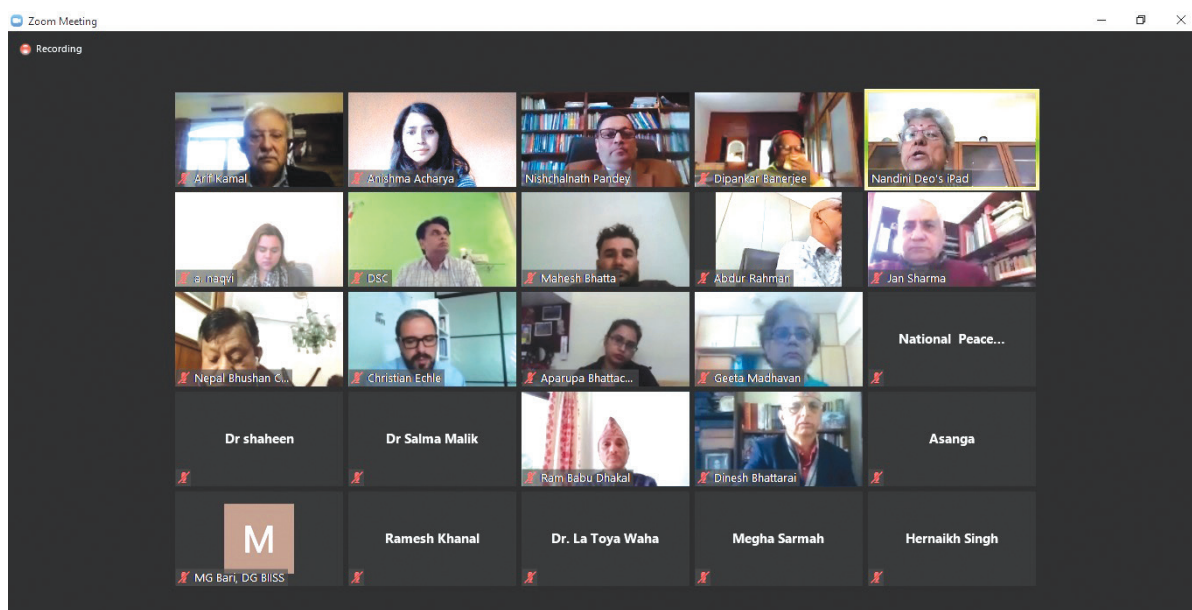 Zoom Meeting
Recording
Arif Kamal
Anishma Acharya
Nishchalnath Pandey
Dipankar Banerjee
Nandini Deo's iPad
a naqvi
DSC
Mahesh Bhatta
Abdur Rahman
Jan Sharma
Nepal Bhushan C...
Christian Echle
Aparupa Bhattac...
Geeta Madhavan
National Peace...
Dr shaheen
Dr Salma Malik
Ram Babu Dhakal
Dinesh Bhattarai
Asanga
M
MG Bari, DG BIISS
Ramesh Khanal
Dr. La Toya Waha
Megha Sarmah
Hernaikh Singh